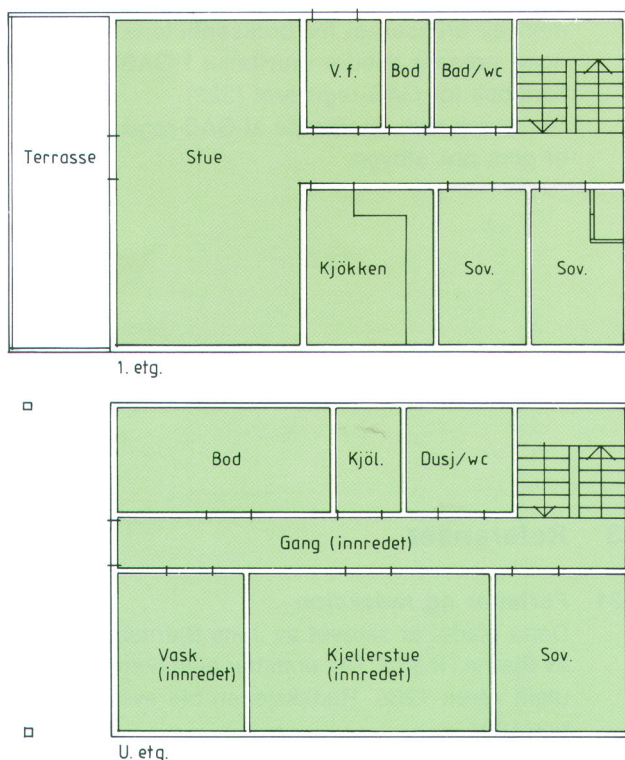 V.f.
Bod
Bad/wc
Terrasse
Stue
Kjökken
Sov.
Sov.
1. etg.
Bod
Kjöl.
Dusj/wc
Gang (innredet)
Vask.
(innredet)
Kjellerstue
(innredet)
Sov.
U. etg.